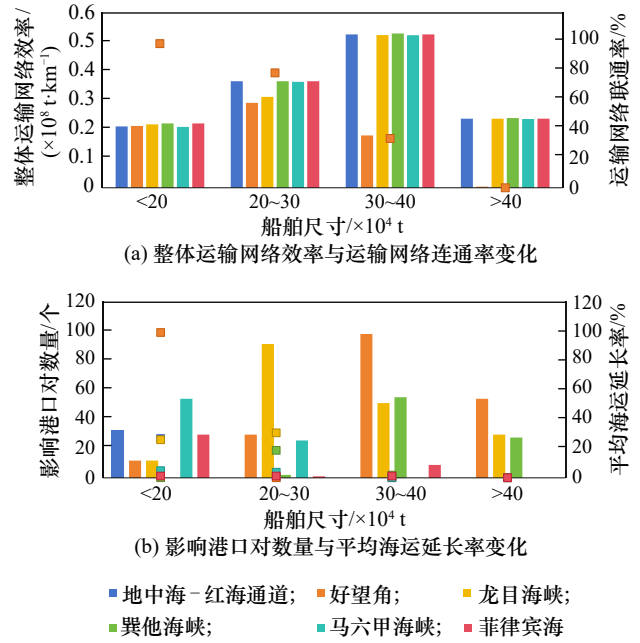 整体运输网络效率/
(×10⁸ t·km⁻¹)
0.6
0.5
0.4
0.3
0.2
0.1
0
100
80
60
40
20
0
运输网络联通率/%
<20 20~30 30~40 >40
船舶尺寸/×10⁴ t
(a) 整体运输网络效率与运输网络连通率变化
影响港口对数量/个
120
100
80
60
40
20
0
120
100
80
60
40
20
0
平均海运延长率/%
<20 20~30 30~40 >40
船舶尺寸/×10⁴ t
(b) 影响港口对数量与平均海运延长率变化
地中海－红海通道; 好望角; 龙目海峡;
巽他海峡; 马六甲海峡; 菲律宾海